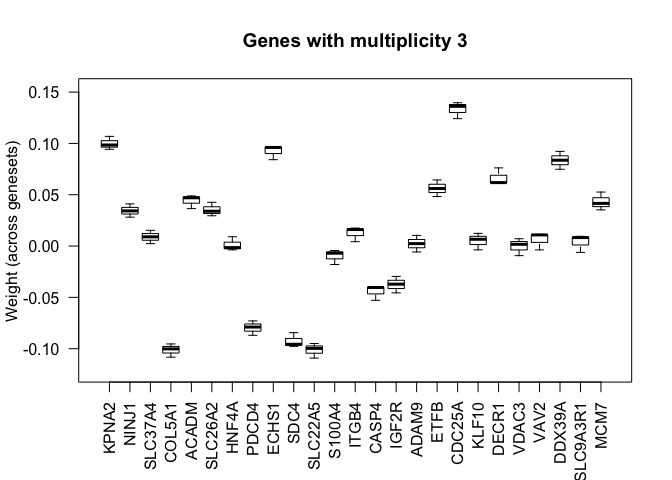 Genes with multiplicity 3
Weight (across genesets)
0.15
0.10
0.05
0.00
-0.05
-0.10
KPNA2
NINJ1
SLC37A4
COL5A1
ACADM
SLC26A2
HNF4A
PDCD4
ECHS1
SDC4
SLC22A5
S100A4
ITGB4
CASP4
IGF2R
ADAM9
ETFB
CDC25A
KLF10
DECR1
VDAC3
VAV2
DDX39A
SLC9A3R1
MCM7